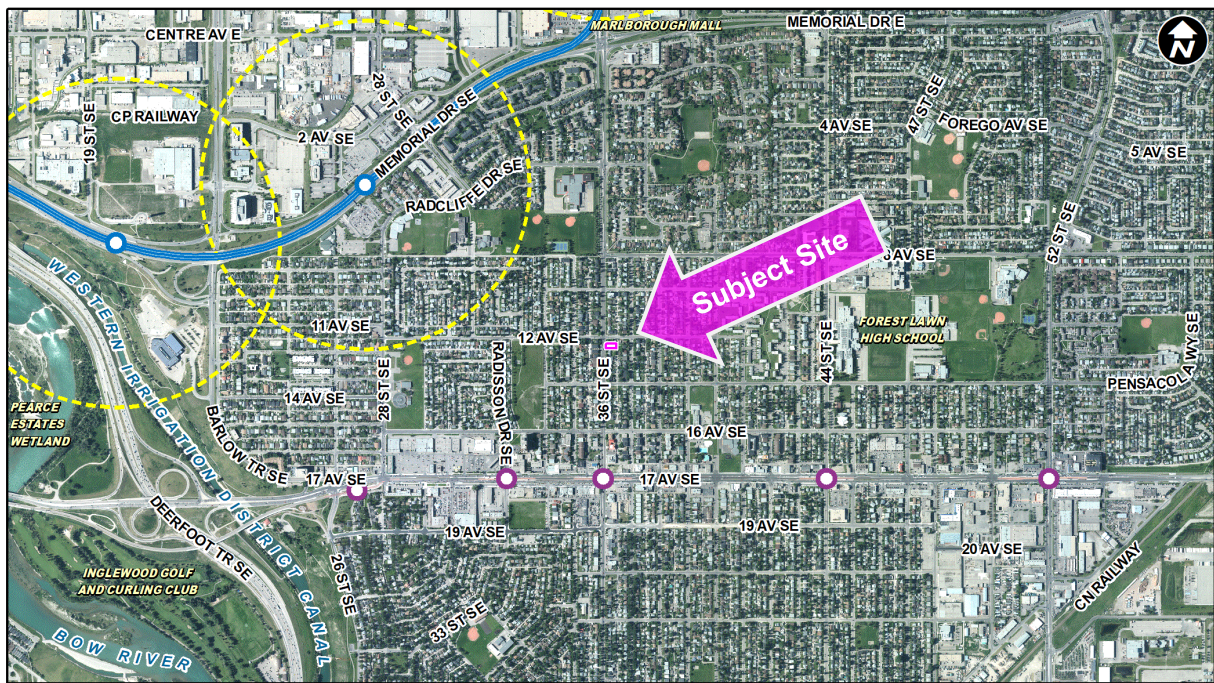 MARLBOROUGH MALL
MEMORIAL DR E
N
CENTRE AV E
28 ST SE
47 ST SE
CP RAILWAY
19 ST SE
2 AV SE
MEMORIAL DR SE
4 AV SE
FOREGO AV SE
5 AV SE
RADCLIFFE DR SE
52 ST SE
Subject Site
AV SE
WESTERN IRRIGIATION DISTRICT CANAL
11 AV SE
12 AV SE
FOREST LAWN
HIGH SCHOOL
44 ST SE
RADISSON DR SE
36 ST SE
28 ST SE
PENSACOLA WY SE
14 AV SE
PEARCE
ESTATES
WETLAND
BARLOW TR SE
16 AV SE
17 AV SE
17 AV SE
DEERFOOT TR SE
19 AV SE
19 AV SE
20 AV SE
26 ST SE
CN RAILWAY
INGLEWOOD GOLF
AND CURLING CLUB
33 ST SE
BOW RIVER